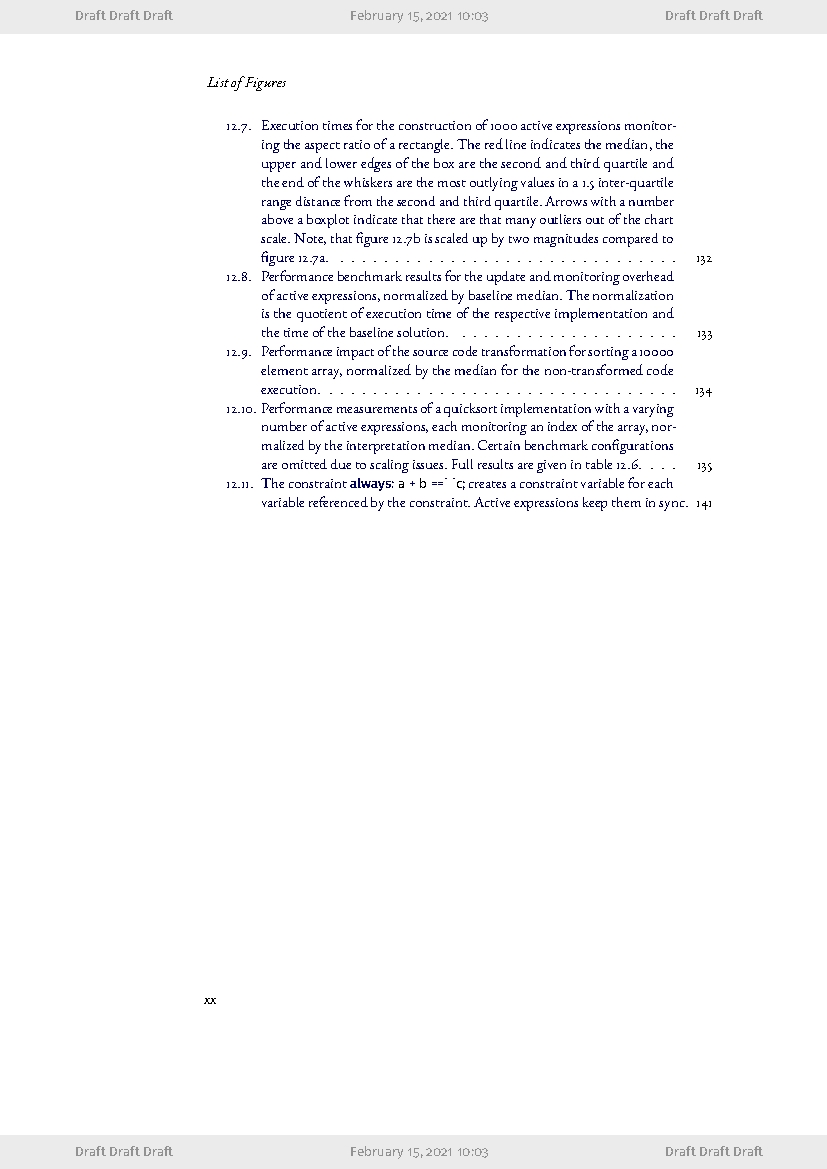 Draft Draft Draft February 15, 2021 10:03 Draft Draft Draft
List of Figures
12.7. Execution times for the construction of 1000 active expressions monitor-
ing the aspect ratio of a rectangle. The red line indicates the median, the
upper and lower edges of the box are the second and third quartile and
the end of the whiskers are the most outlying values in a 1.5 inter-quartile
range distance from the second and third quartile. Arrows with a number
above a boxplot indicate that there are that many outliers out of the chart
scale. Note, that figure 12.7b is scaled up by two magnitudes compared to
figure 12.7a. . . . . . . . . . . . . . . . . . . . . . . . . . . . . . . . 132
12.8. Performance benchmark results for the update and monitoring overhead
of active expressions, normalized by baseline median. The normalization
is the quotient of execution time of the respective implementation and
the time of the baseline solution. . . . . . . . . . . . . . . . . . . . . 133
12.9. Performance impact of the source code transformation for sorting a 10000
element array, normalized by the median for the non-transformed code
execution. . . . . . . . . . . . . . . . . . . . . . . . . . . . . . . . . 134
12.10. Performance measurements of a quicksort implementation with a varying
number of active expressions, each monitoring an index of the array, nor-
malized by the interpretation median. Certain benchmark configurations
are omitted due to scaling issues. Full results are given in table 12.6. . . . 135
12.11. The constraint always: a + b ==` `c; creates a constraint variable for each
variable referenced by the constraint. Active expressions keep them in sync. 141
xx
Draft Draft Draft February 15, 2021 10:03 Draft Draft Draft